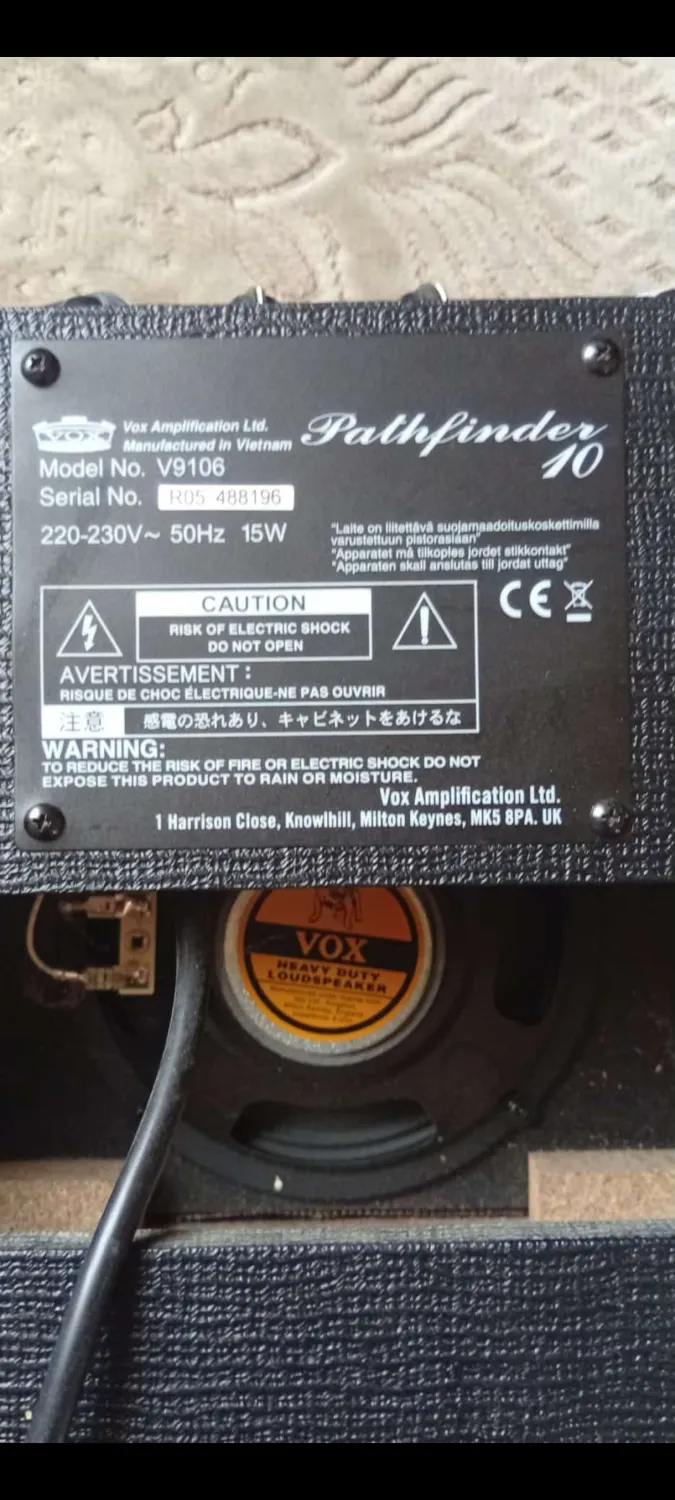 VOX
Vox Amplification Ltd.
Manufactured in Vietnam
Pathfinder
10
Model No. V9106
Serial No. R05 488196
220-230V~ 50Hz 15W
"Laite on liitettävä suojamaadoituskoskettimilla
varustettuun pistorasiaan"
"Apparatet må tilkoples jordet stikkontakt"
"Apparaten skall anslutas till jordat uttag"
CAUTION
RISK OF ELECTRIC SHOCK
DO NOT OPEN
CE
AVERTISSEMENT :
RISQUE DE CHOC ÉLECTRIQUE-NE PAS OUVRIR
注意 感電の恐れあり、キャビネットをあけるな
WARNING:
TO REDUCE THE RISK OF FIRE OR ELECTRIC SHOCK DO NOT
EXPOSE THIS PRODUCT TO RAIN OR MOISTURE.
Vox Amplification Ltd.
1 Harrison Close, Knowlhill, Milton Keynes, MK5 8PA. UK
VOX
HEAVY DUTY
LOUDSPEAKER